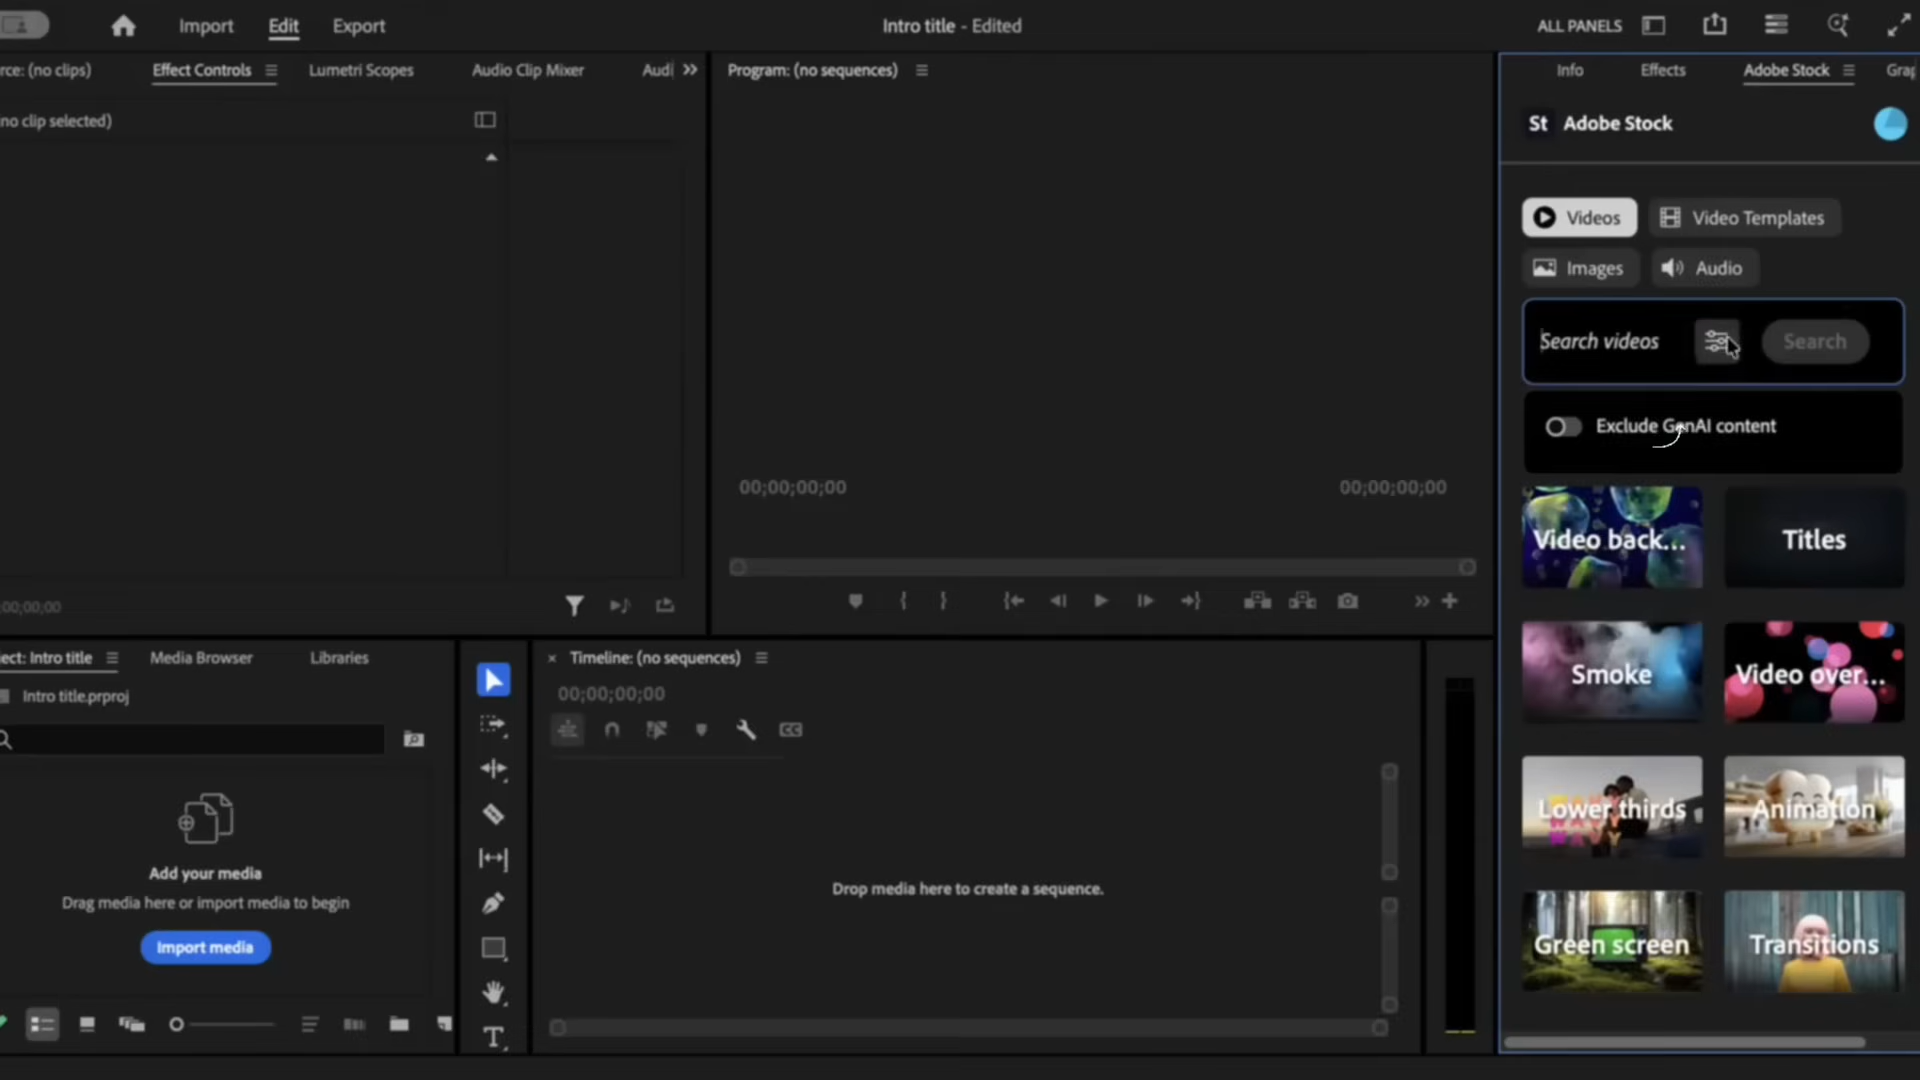 Import
Edit
Export
Intro title - Edited
ALL PANELS
rce: (no clips)
Effect Controls
Lumetri Scopes
Audio Clip Mixer
Audi
Program: (no sequences)
Info
Effects
Adobe Stock
Grap
no clip selected)
St Adobe Stock
Videos
Video Templates
Images
Audio
Search videos
Search
Exclude GenAI content
00;00;00;00
00;00;00;00
Video back...
Titles
Smoke
Video over...
Lower thirds
Animation
Green screen
Transitions
:00;00;00
ect: Intro title
Media Browser
Libraries
Intro title.prproj
Add your media
Drag media here or import media to begin
Import media
× Timeline: (no sequences)
00;00;00;00
CC
Drop media here to create a sequence.
T